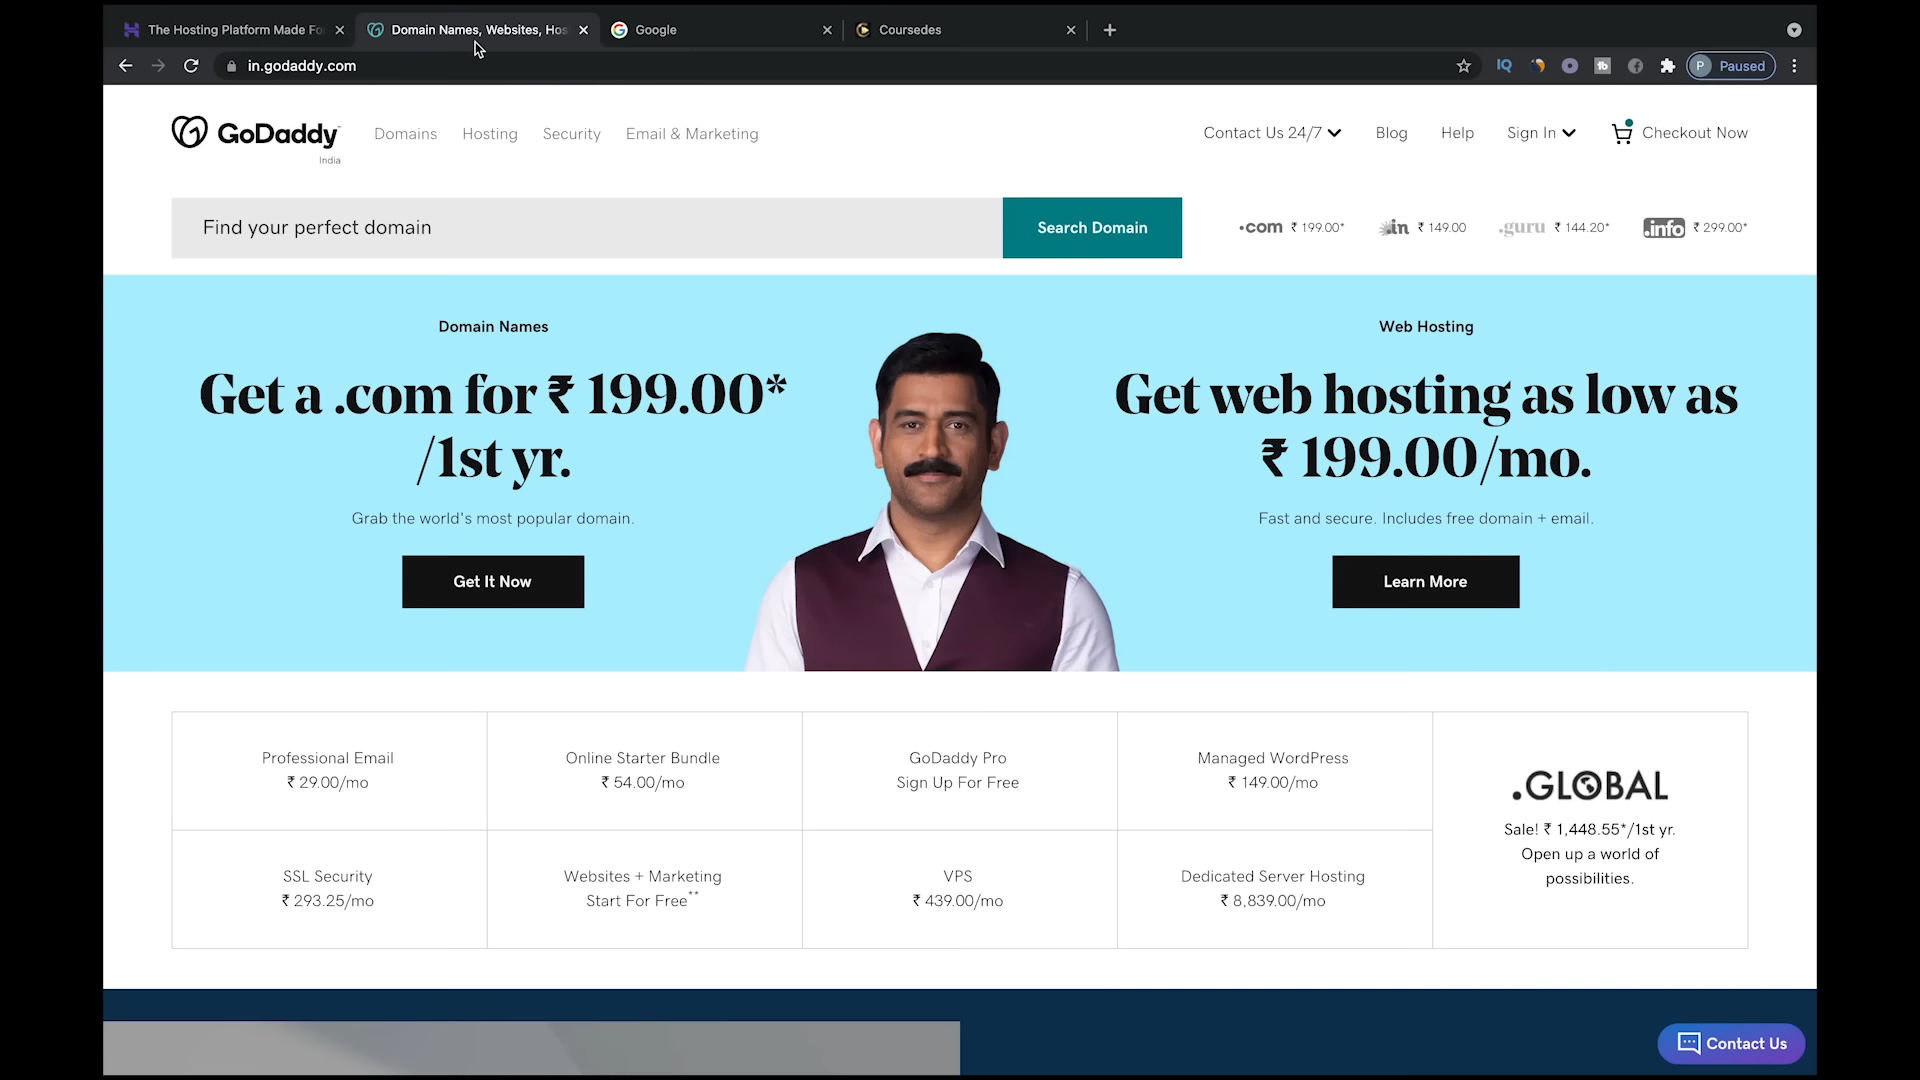 The Hosting Platform Made Fo
Domain Names, Websites, Hos
Google
Coursedes
in.godaddy.com
IQ
tb
P Paused
GoDaddy
India
Domains
Hosting
Security
Email & Marketing
Contact Us 24/7
Blog
Help
Sign In
Checkout Now
Find your perfect domain
Search Domain
.com ₹ 199.00*
.in ₹ 149.00
.guru ₹ 144.20*
.info ₹ 299.00*
Domain Names
Get a .com for ₹ 199.00*
/1st yr.
Grab the world's most popular domain.
Get It Now
Web Hosting
Get web hosting as low as
₹ 199.00/mo.
Fast and secure. Includes free domain + email.
Learn More
Professional Email
₹ 29.00/mo
Online Starter Bundle
₹ 54.00/mo
GoDaddy Pro
Sign Up For Free
Managed WordPress
₹ 149.00/mo
.GLOBAL
Sale! ₹ 1,448.55*/1st yr.
Open up a world of
possibilities.
SSL Security
₹ 293.25/mo
Websites + Marketing
Start For Free**
VPS
₹ 439.00/mo
Dedicated Server Hosting
₹ 8,839.00/mo
Contact Us